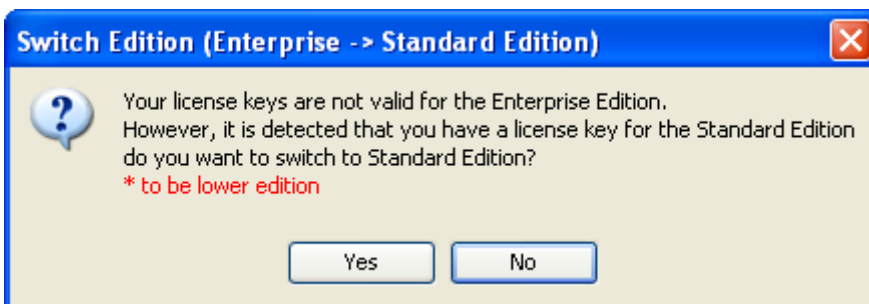 Switch Edition (Enterprise -> Standard Edition)
Your license keys are not valid for the Enterprise Edition.
However, it is detected that you have a license key for the Standard Edition
do you want to switch to Standard Edition?
* to be lower edition
Yes
No